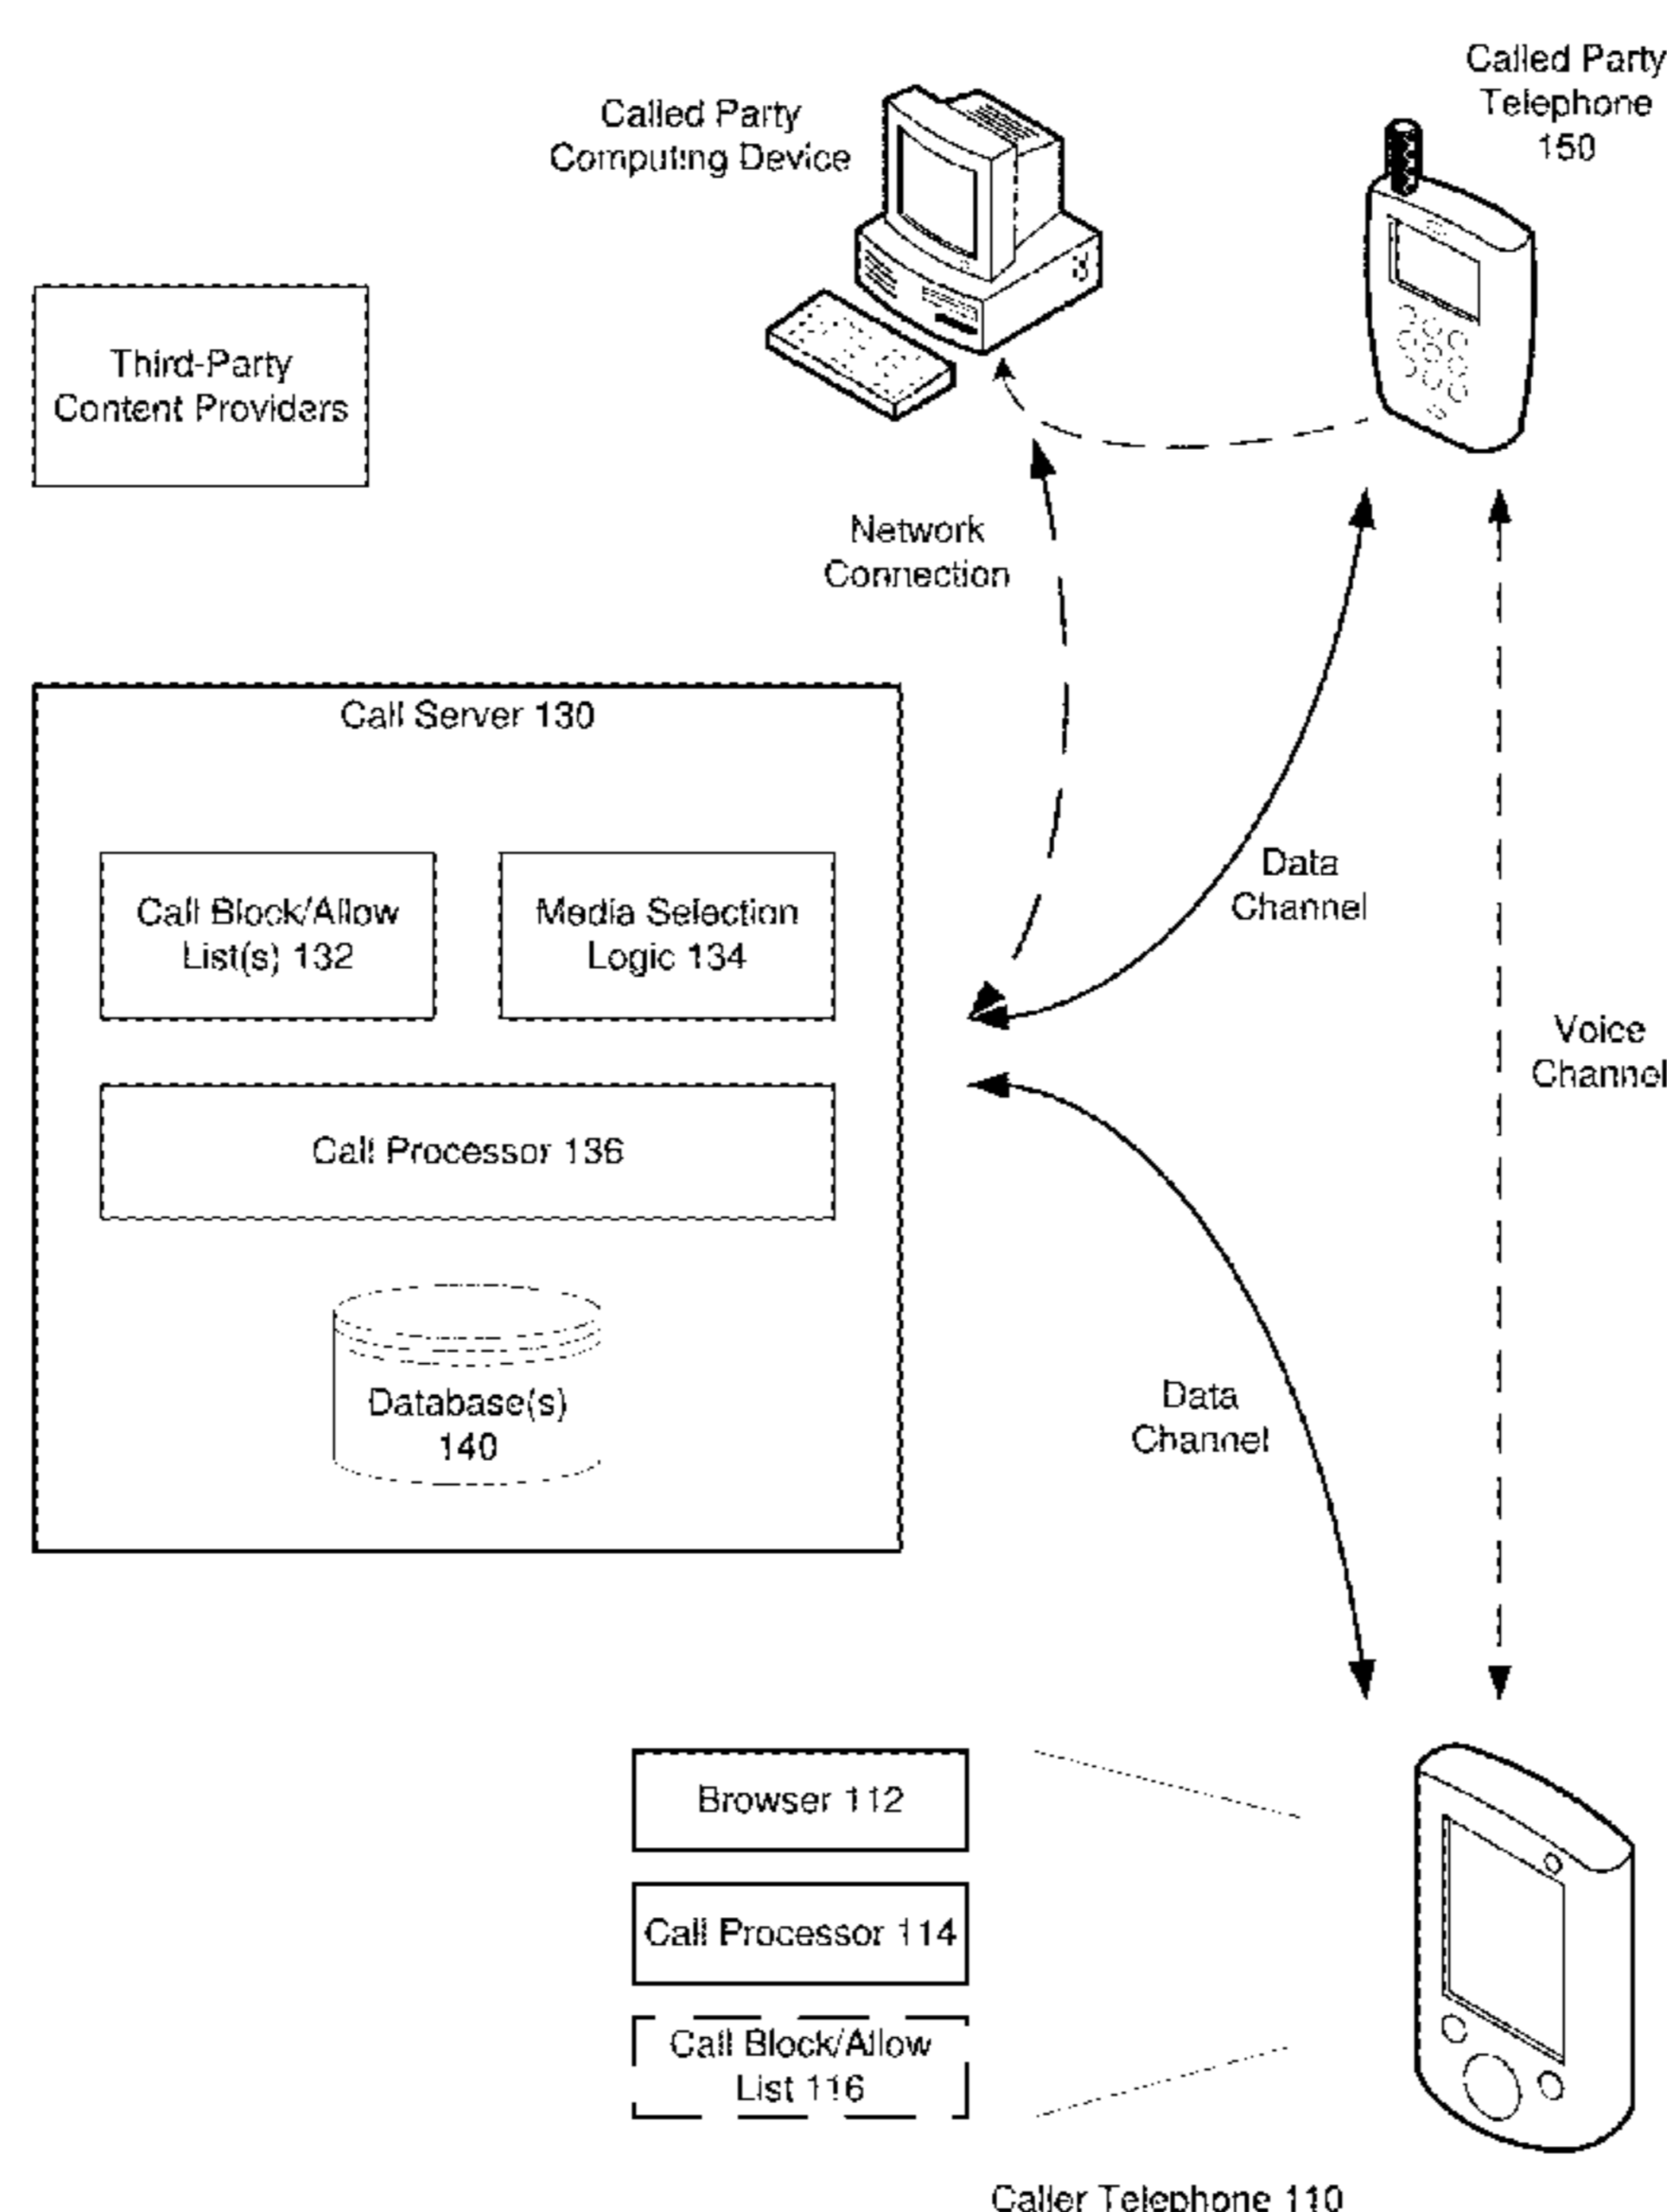 Called Party
Telephone
150
Called Party
Computing Device
Third-Party
Content Providers
Network
Connection
Call Server 130
Call Block/Allow
List(s) 132
Media Selection
Logic 134
Data
Channel
Voice
Channel
Call Processor 136
Database(s)
140
Data
Channel
Browser 112
Call Processor 114
Call Block/Allow
List 116
Caller Telephone 110